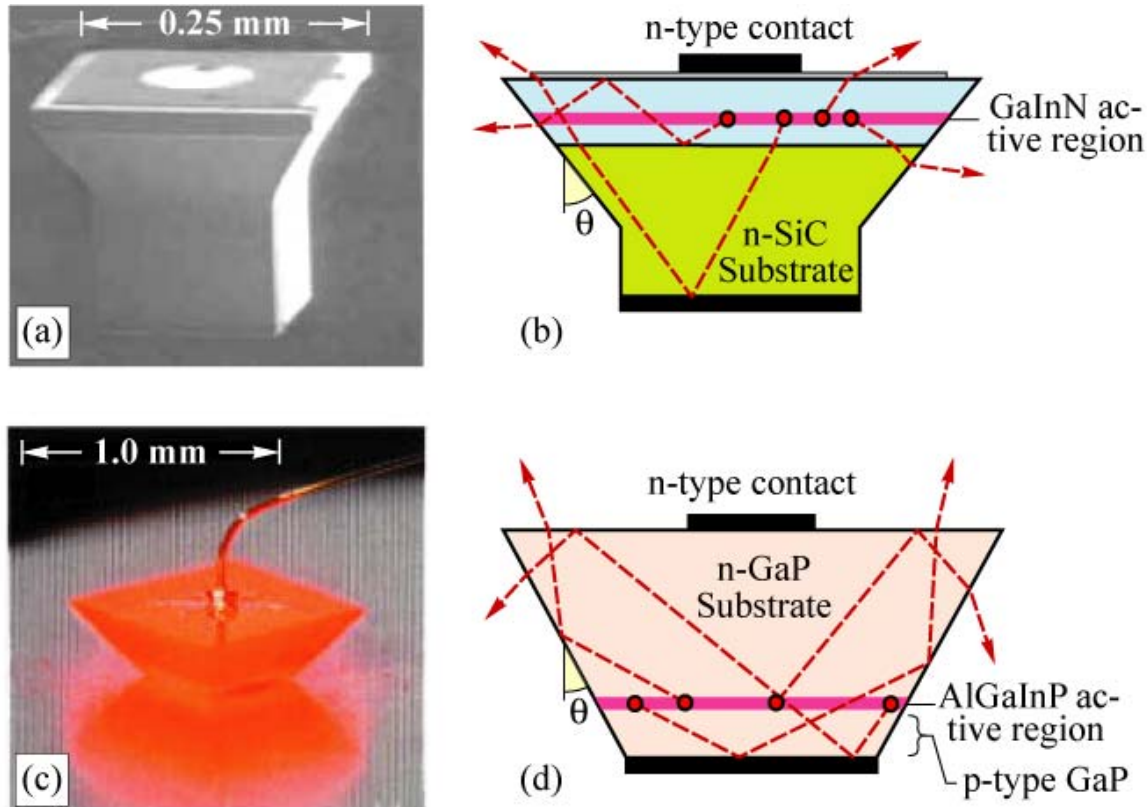 0.25 mm
(a)
n-type contact
GaInN ac-
tive region
θ
n-SiC
Substrate
(b)
1.0 mm
(c)
n-type contact
n-GaP
Substrate
θ
AlGaInP ac-
tive region
p-type GaP
(d)